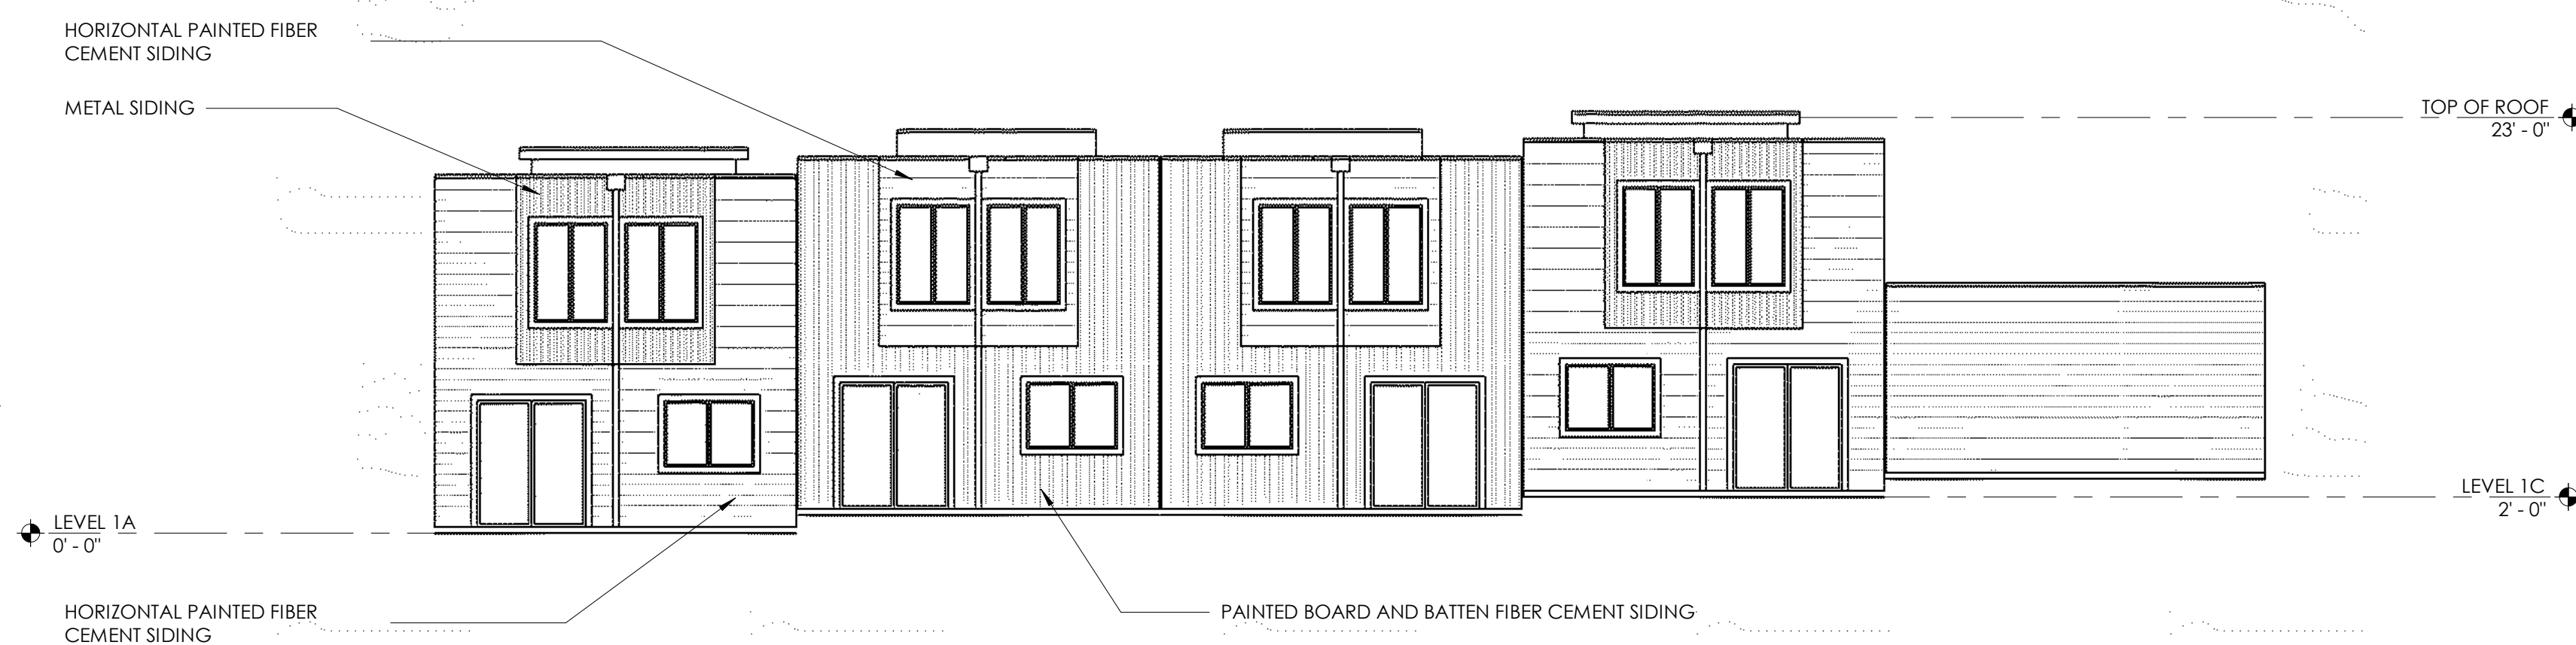 HORIZONTAL PAINTED FIBER
CEMENT SIDING
METAL SIDING
TOP OF ROOF
23' - 0"
LEVEL 1C
2' - 0"
LEVEL 1A
0' - 0"
HORIZONTAL PAINTED FIBER
CEMENT SIDING
PAINTED BOARD AND BATTEN FIBER CEMENT SIDING